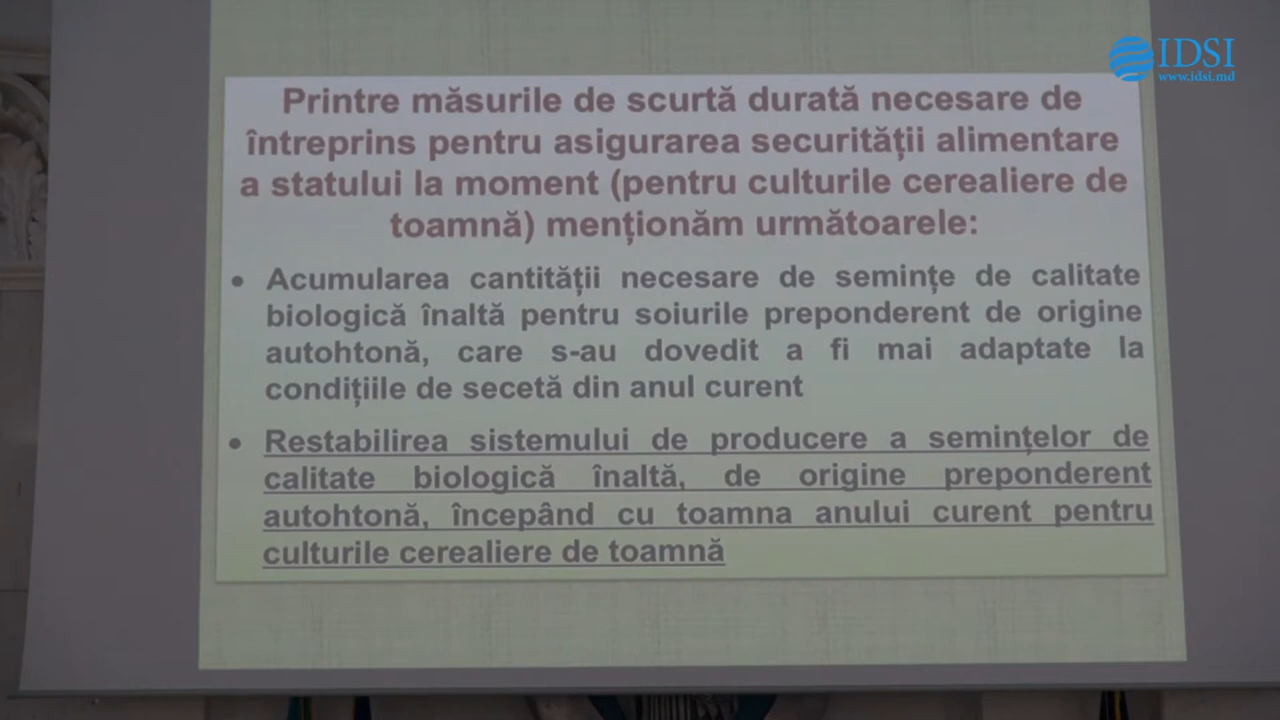 IDSI
www.idsi.md
Printre măsurile de scurtă durată necesare de
întreprins pentru asigurarea securității alimentare
a statului la moment (pentru culturile cerealiere de
toamnă) menționăm următoarele:
• Acumularea cantității necesare de semințe de calitate
biologică înaltă pentru soiurile preponderent de origine
autohtonă, care s-au dovedit a fi mai adaptate la
condițiile de secetă din anul curent
• Restabilirea sistemului de producere a semințelor de
calitate biologică înaltă, de origine preponderent
autohtonă, începând cu toamna anului curent pentru
culturile cerealiere de toamnă